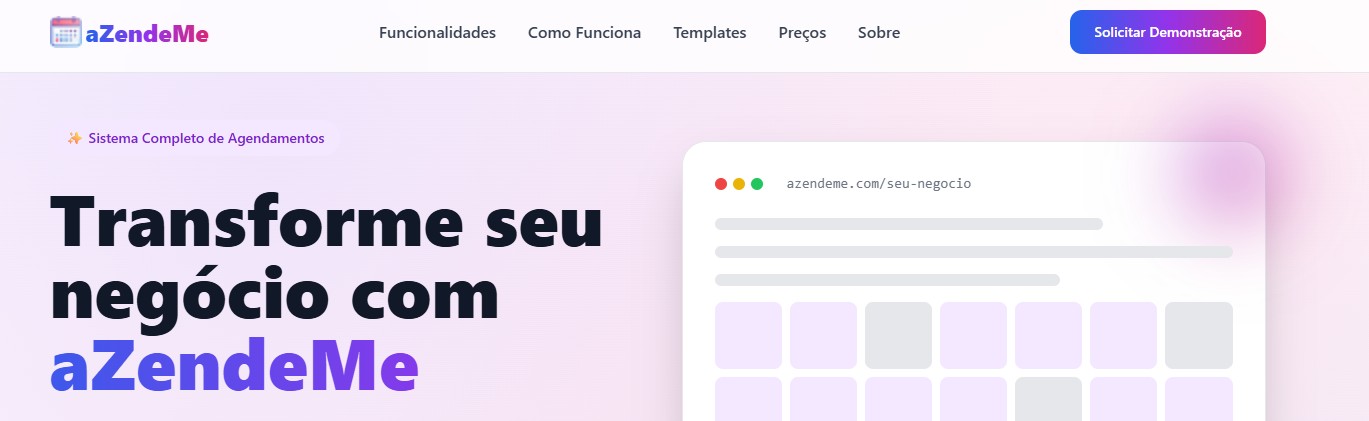 aZendeMe
Funcionalidades
Como Funciona
Templates
Preços
Sobre
Solicitar Demonstração
✨ Sistema Completo de Agendamentos
Transforme seu
negócio com
aZendeMe
azendeme.com/seu-negocio